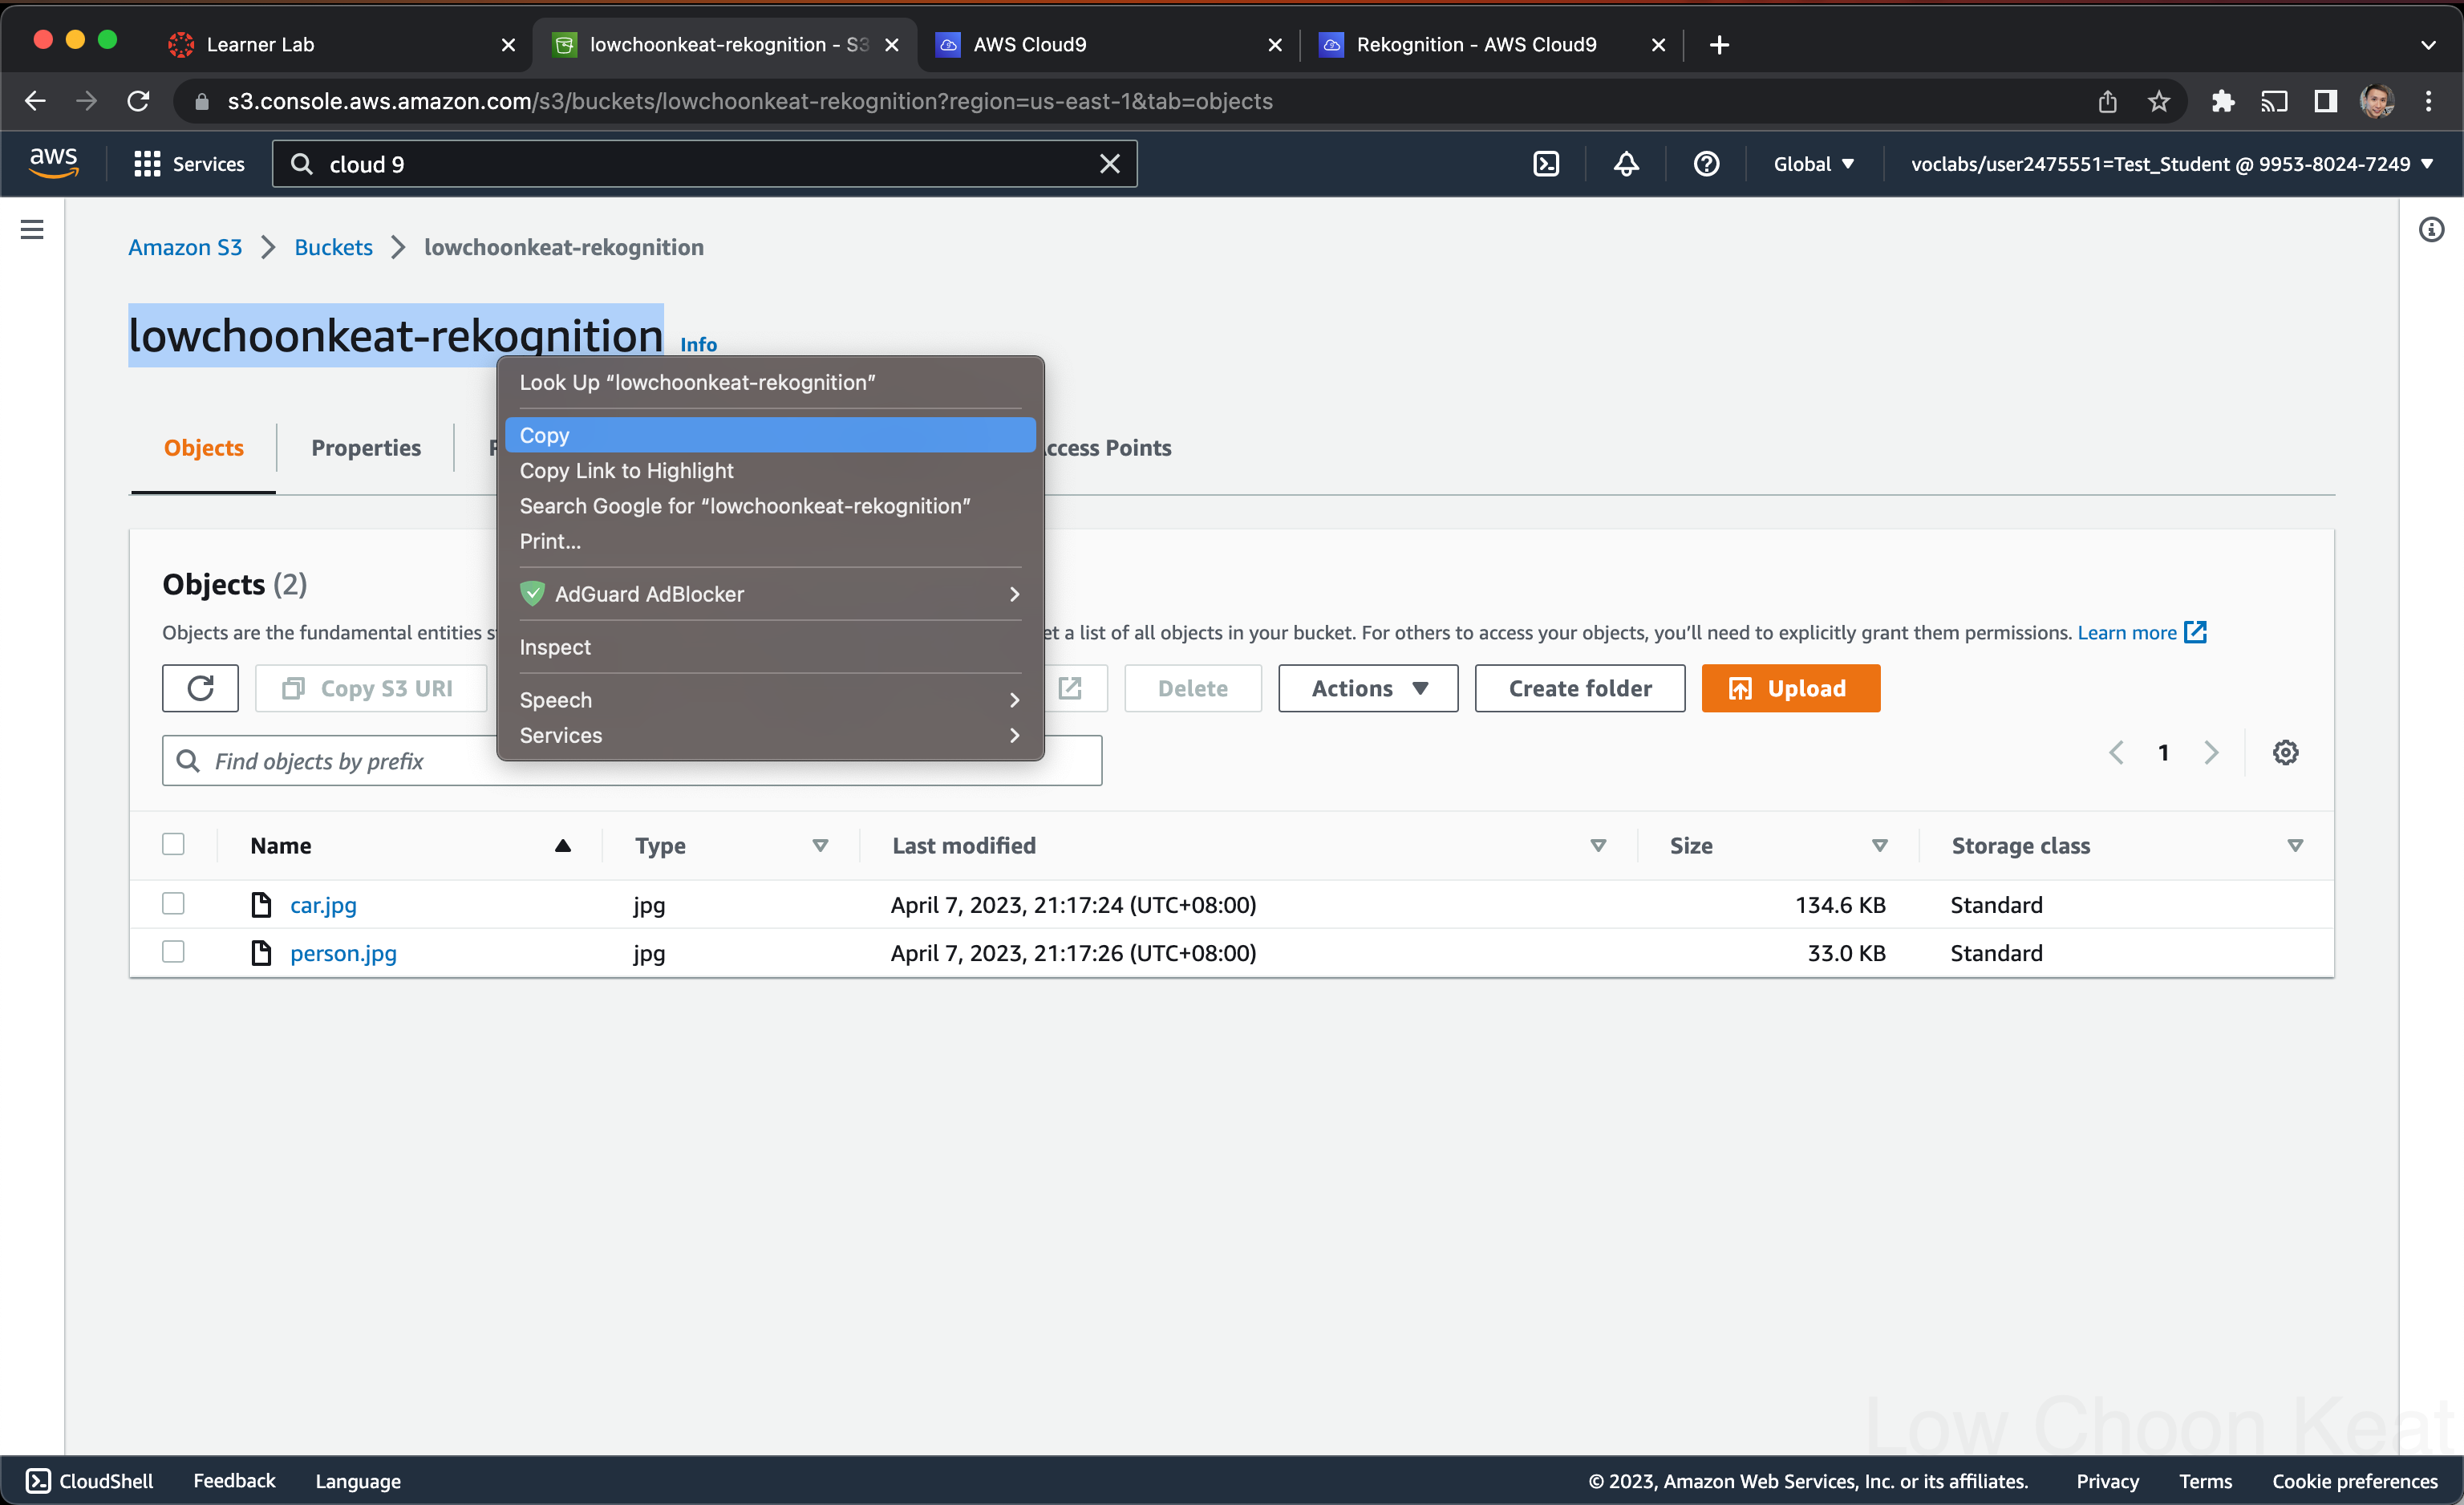 Learner Lab
lowchoonkeat-rekognition - S3
AWS Cloud9
Rekognition - AWS Cloud9
s3.console.aws.amazon.com/s3/buckets/lowchoonkeat-rekognition?region=us-east-1&tab=objects
aws
Services
cloud 9
Global
voclabs/user2475551=Test_Student @ 9953-8024-7249
Amazon S3
Buckets
lowchoonkeat-rekognition
lowchoonkeat-rekognition
Info
Look Up “lowchoonkeat-rekognition”
Copy
Copy Link to Highlight
Search Google for “lowchoonkeat-rekognition”
Print...
AdGuard AdBlocker
Inspect
Speech
Services
Objects
Properties
ccess Points
Objects (2)
Objects are the fundamental entities s
et a list of all objects in your bucket. For others to access your objects, you’ll need to explicitly grant them permissions. Learn more
Copy S3 URI
Delete
Actions
Create folder
Upload
Find objects by prefix
1
Name
Type
Last modified
Size
Storage class
car.jpg
jpg
April 7, 2023, 21:17:24 (UTC+08:00)
134.6 KB
Standard
person.jpg
jpg
April 7, 2023, 21:17:26 (UTC+08:00)
33.0 KB
Standard
Low Choon Keat
CloudShell
Feedback
Language
© 2023, Amazon Web Services, Inc. or its affiliates.
Privacy
Terms
Cookie preferences